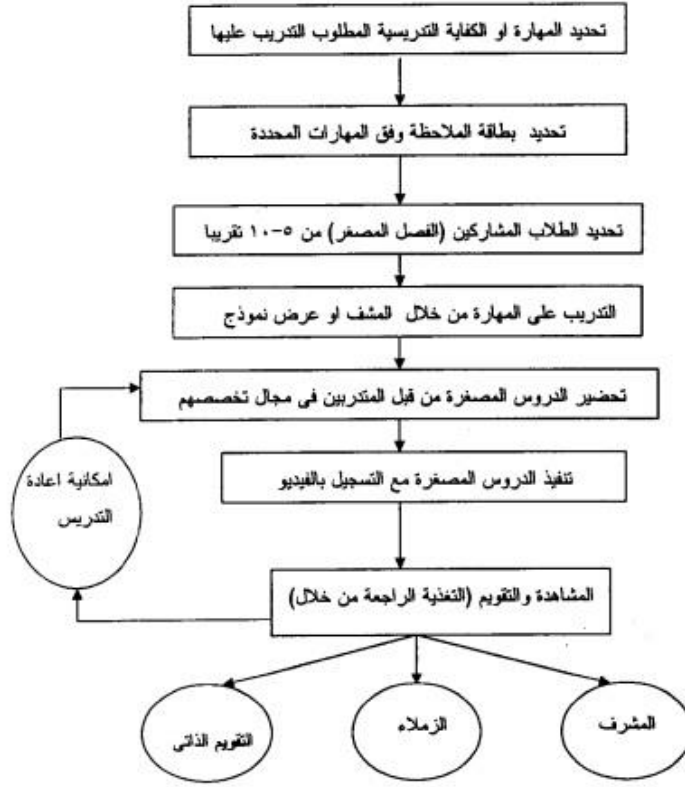 تحديد المهارة او الكفاية التدريسية المطلوب التدريب عليها
تحديد بطاقة الملاحظة وفق المهارات المحددة
تحديد الطلاب المشاركين (الفصل المصغر) من ٥-١٠ تقريبا
التدريب على المهارة من خلال المشف او عرض نموذج
تحضير الدروس المصغرة من قبل المتدربين فى مجال تخصصهم
امكانية اعادة
التدريس
تنفيذ الدروس المصغرة مع التسجيل بالفيديو
المشاهدة والتقويم (التغذية الراجعة من خلال)
المشرف
الزملاء
التقويم الذاتى